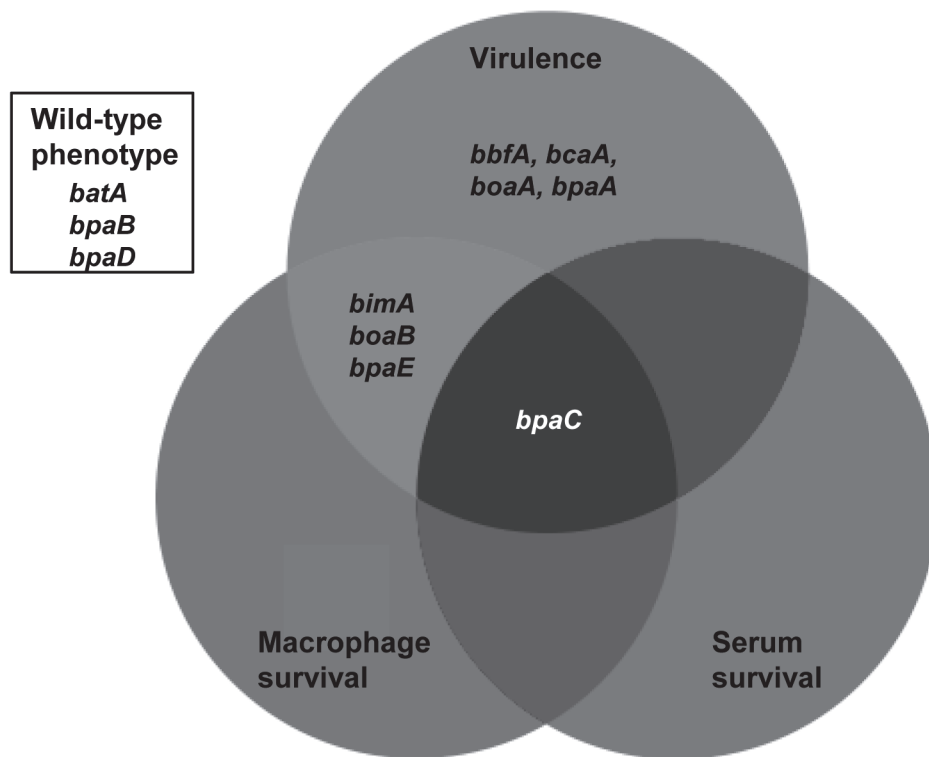 Virulence
Wild-type
phenotype
batA
bpaB
bpaD
bbfA, bcaA,
boaA, bpaA
bimA
boaB
bpaE
bpaC
Macrophage
survival
Serum
survival